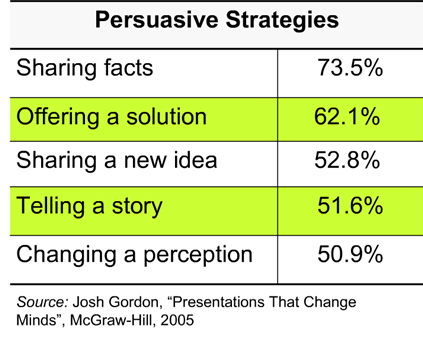 Persuasive Strategies
Sharing facts 73.5%
Offering a solution 62.1%
Sharing a new idea 52.8%
Telling a story 51.6%
Changing a perception 50.9%
Source: Josh Gordon, “Presentations That Change
Minds”, McGraw-Hill, 2005